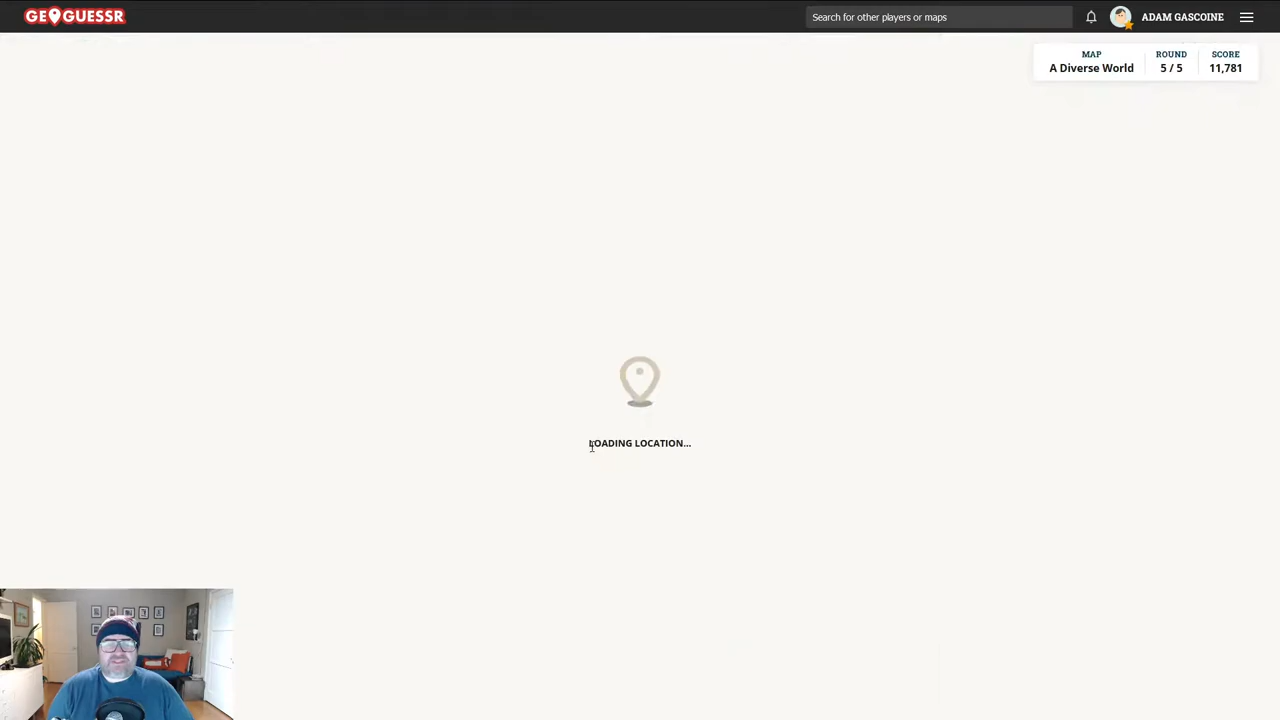 GEOGUESSR
Search for other players or maps
ADAM GASCOINE
MAP
A Diverse World
ROUND
5 / 5
SCORE
11,781
LOADING LOCATION...